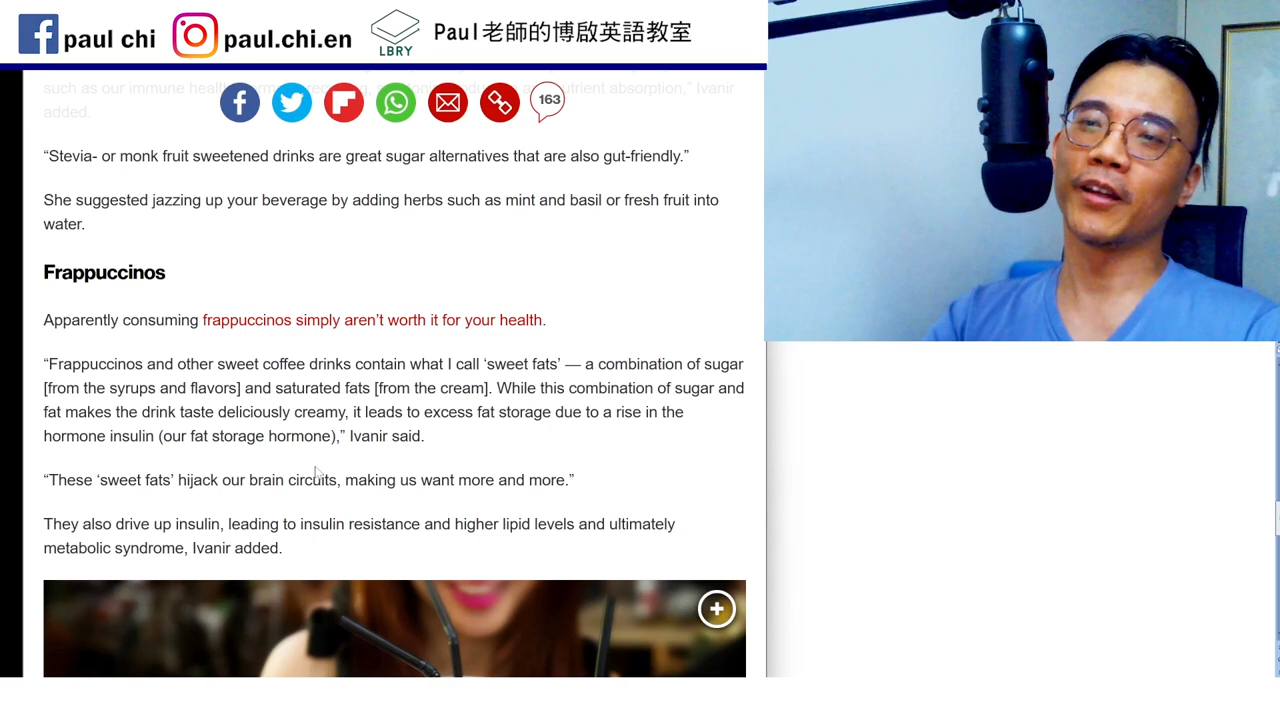 paul chi
paul.chi.en
LBRY
Paul老師的博啟英語教室
163
nutrient absorption,” Ivanir
added.
“Stevia- or monk fruit sweetened drinks are great sugar alternatives that are also gut-friendly.”
She suggested jazzing up your beverage by adding herbs such as mint and basil or fresh fruit into
water.
Frappuccinos
Apparently consuming frappuccinos simply aren’t worth it for your health.
“Frappuccinos and other sweet coffee drinks contain what I call ‘sweet fats’ — a combination of sugar
[from the syrups and flavors] and saturated fats [from the cream]. While this combination of sugar and
fat makes the drink taste deliciously creamy, it leads to excess fat storage due to a rise in the
hormone insulin (our fat storage hormone),” Ivanir said.
“These ‘sweet fats’ hijack our brain circuits, making us want more and more.”
They also drive up insulin, leading to insulin resistance and higher lipid levels and ultimately
metabolic syndrome, Ivanir added.